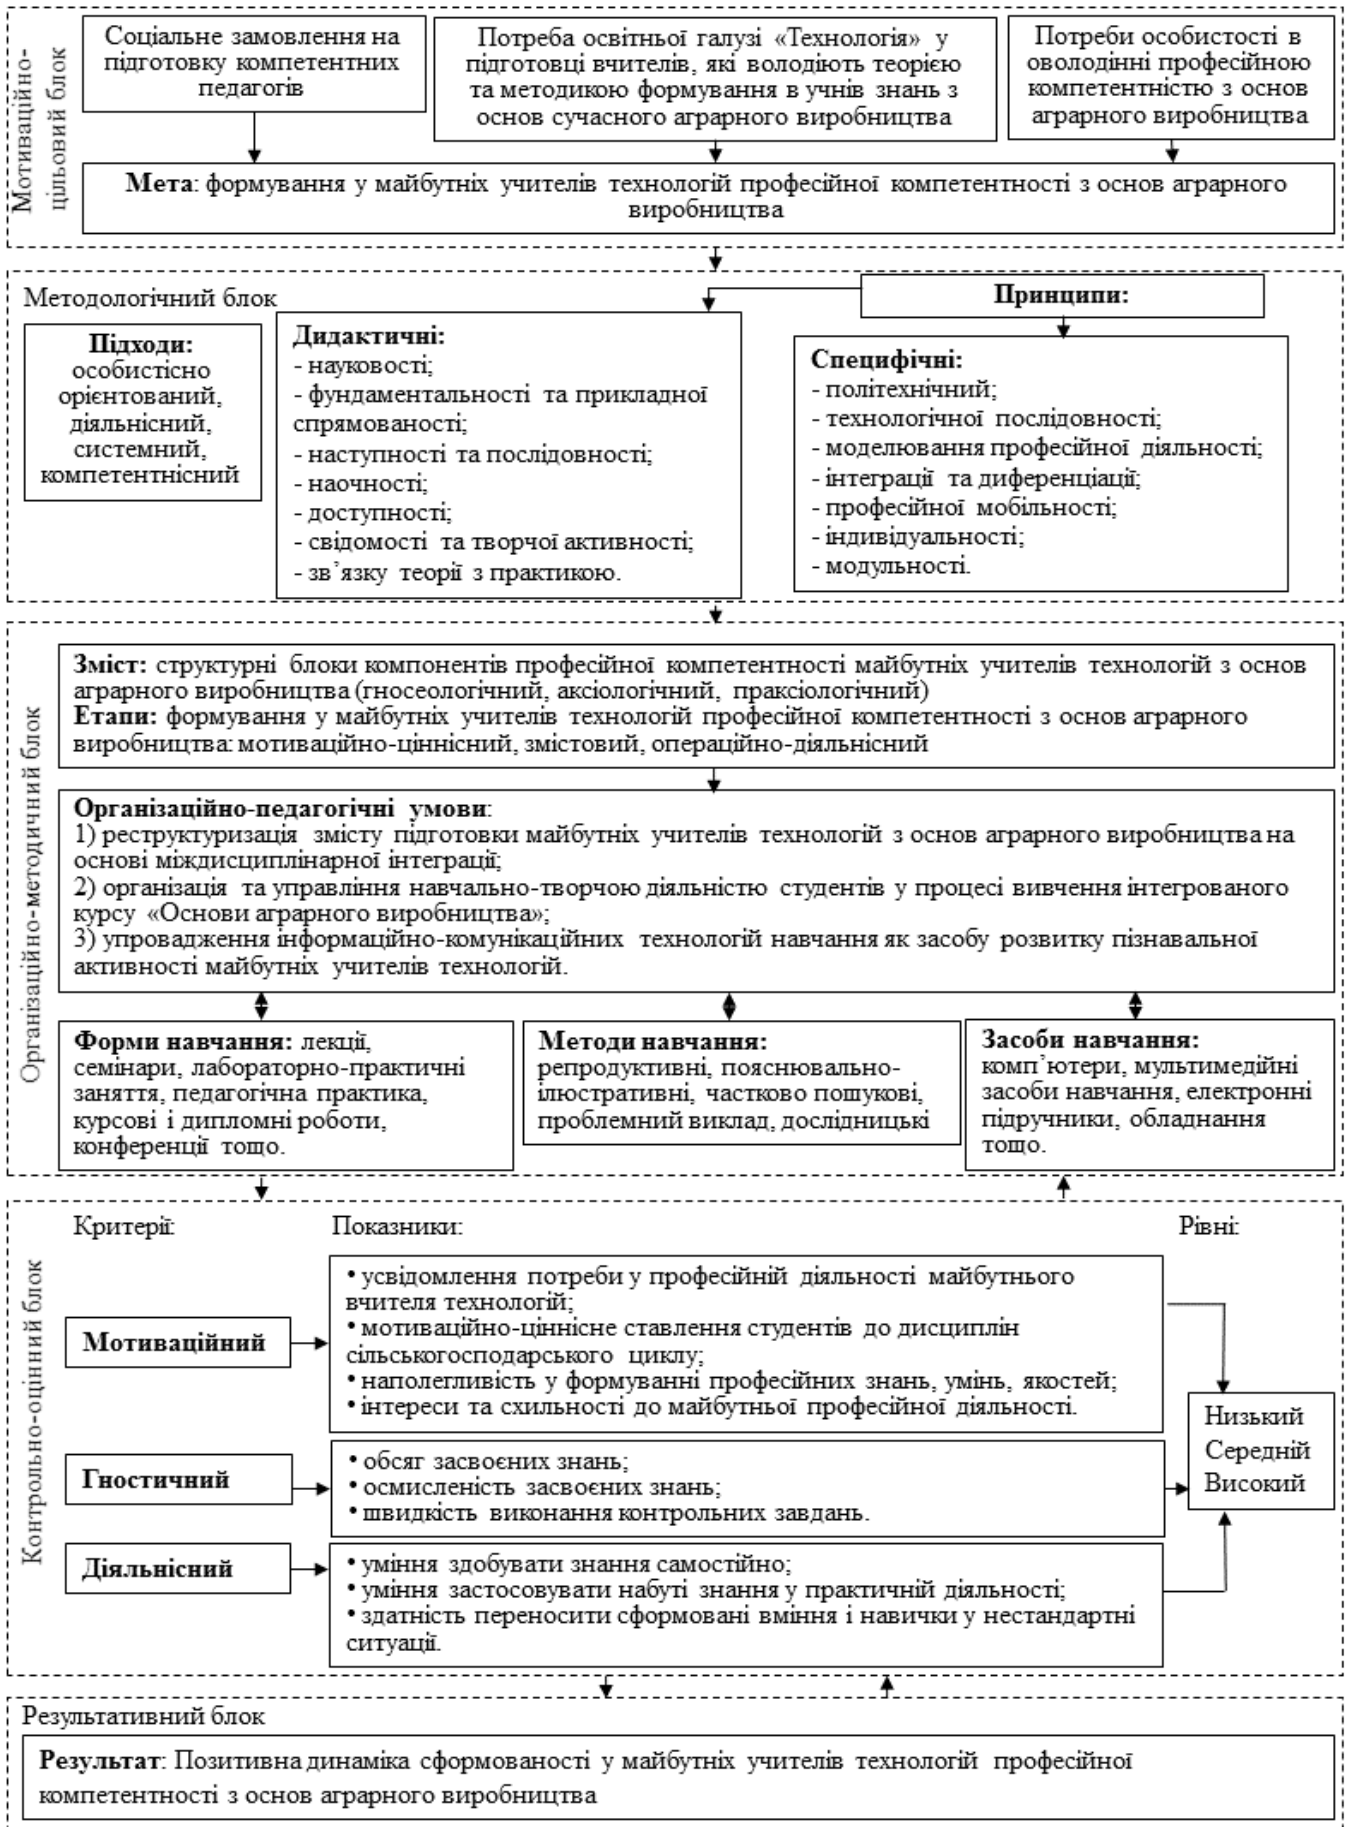 Мотиваційно-
цільовий блок
Соціальне замовлення на
підготовку компетентних
педагогів
Потреба освітньої галузі «Технологія» у
підготовці вчителів, які володіють теорією
та методикою формування в учнів знань з
основ сучасного аграрного виробництва
Потреби особистості в
оволодінні професійною
компетентністю з основ
аграрного виробництва
Мета: формування у майбутніх учителів технологій професійної компетентності з основ аграрного
виробництва
Методологічний блок
Принципи:
Підходи:
особистісно
орієнтований,
діяльнісний,
системний,
компетентнісний
Дидактичні:
- науковості;
- фундаментальності та прикладної
спрямованості;
- наступності та послідовності;
- наочності;
- доступності;
- свідомості та творчої активності;
- зв’язку теорії з практикою.
Специфічні:
- політехнічний;
- технологічної послідовності;
- моделювання професійної діяльності;
- інтеграції та диференціації;
- професійної мобільності;
- індивідуальності;
- модульності.
Організаційно-методичний блок
Зміст: структурні блоки компонентів професійної компетентності майбутніх учителів технологій з основ
аграрного виробництва (гносеологічний, аксіологічний, праксіологічний)
Етапи: формування у майбутніх учителів технологій професійної компетентності з основ аграрного
виробництва: мотиваційно-ціннісний, змістовий, операційно-діяльнісний
Організаційно-педагогічні умови:
1) реструктуризація змісту підготовки майбутніх учителів технологій з основ аграрного виробництва на
основі міждисциплінарної інтеграції;
2) організація та управління навчально-творчою діяльністю студентів у процесі вивчення інтегрованого
курсу «Основи аграрного виробництва»;
3) упровадження інформаційно-комунікаційних технологій навчання як засобу розвитку пізнавальної
активності майбутніх учителів технологій.
Форми навчання: лекції,
семінари, лабораторно-практичні
заняття, педагогічна практика,
курсові і дипломні роботи,
конференції тощо.
Методи навчання:
репродуктивні, пояснювально-
ілюстративні, частково пошукові,
проблемний виклад, дослідницькі
Засоби навчання:
комп’ютери, мультимедійні
засоби навчання, електронні
підручники, обладнання
тощо.
Контрольно-оцінний блок
Критерії:
Показники:
Рівні:
Мотиваційний
• усвідомлення потреби у професійній діяльності майбутнього
вчителя технологій;
• мотиваційно-ціннісне ставлення студентів до дисциплін
сільськогосподарського циклу;
• наполегливість у формуванні професійних знань, умінь, якостей;
• інтереси та схильності до майбутньої професійної діяльності.
Гностичний
• обсяг засвоєних знань;
• осмисленість засвоєних знань;
• швидкість виконання контрольних завдань.
Низький
Середній
Високий
Діяльнісний
• уміння здобувати знання самостійно;
• уміння застосовувати набуті знання у практичній діяльності;
• здатність переносити сформовані вміння і навички у нестандартні
ситуації.
Результативний блок
Результат: Позитивна динаміка сформованості у майбутніх учителів технологій професійної
компетентності з основ аграрного виробництва